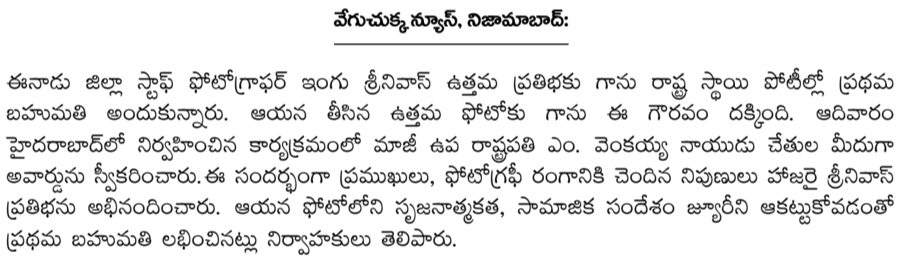 వేగుచుక్క న్యూస్, నిజామాబాద్:
ఈనాడు జిల్లా స్టాఫ్ ఫోటోగ్రాఫర్ ఇంగు శ్రీనివాస్ ఉత్తమ ప్రతిభకు గాను రాష్ట్ర స్థాయి పోటీల్లో ప్రథమ
బహుమతి అందుకున్నారు. ఆయన తీసిన ఉత్తమ ఫోటోకు గాను ఈ గౌరవం దక్కింది. ఆదివారం
హైదరాబాద్‌లో నిర్వహించిన కార్యక్రమంలో మాజీ ఉప రాష్ట్రపతి ఎం. వెంకయ్య నాయుడు చేతుల మీదుగా
అవార్డును స్వీకరించారు.ఈ సందర్భంగా ప్రముఖులు, ఫోటోగ్రఫీ రంగానికి చెందిన నిపుణులు హాజరై శ్రీనివాస్
ప్రతిభను అభినందించారు. ఆయన ఫోటోలోని సృజనాత్మకత, సామాజిక సందేశం జ్యూరీని ఆకట్టుకోవడంతో
ప్రథమ బహుమతి లభించినట్లు నిర్వాహకులు తెలిపారు.